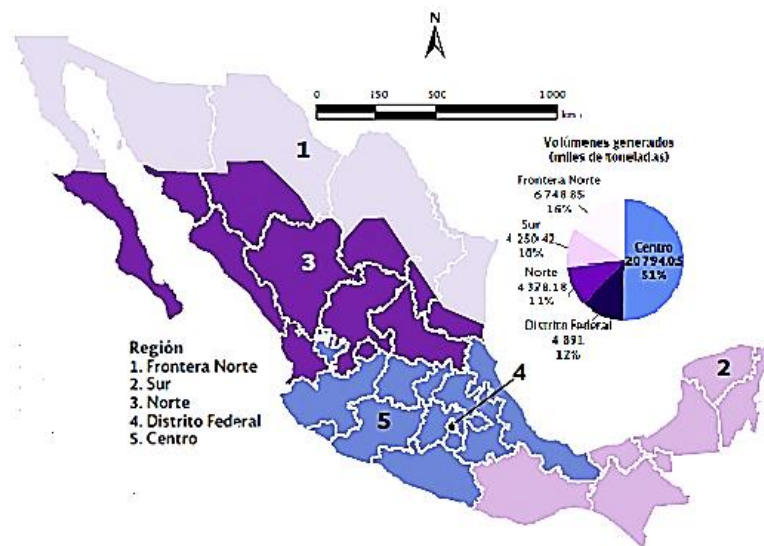 N
0 150 500 1 000
km
Volúmenes generados
(miles de toneladas)
1
Frontera Norte
6 748.85
16%
Sur
4 250.42
10%
Centro
20 794.05
51%
Norte
4 378.18
11%
Distrito Federal
4 891
12%
3
Región
1. Frontera Norte
2. Sur
3. Norte
4. Distrito Federal
5. Centro
4
2
5